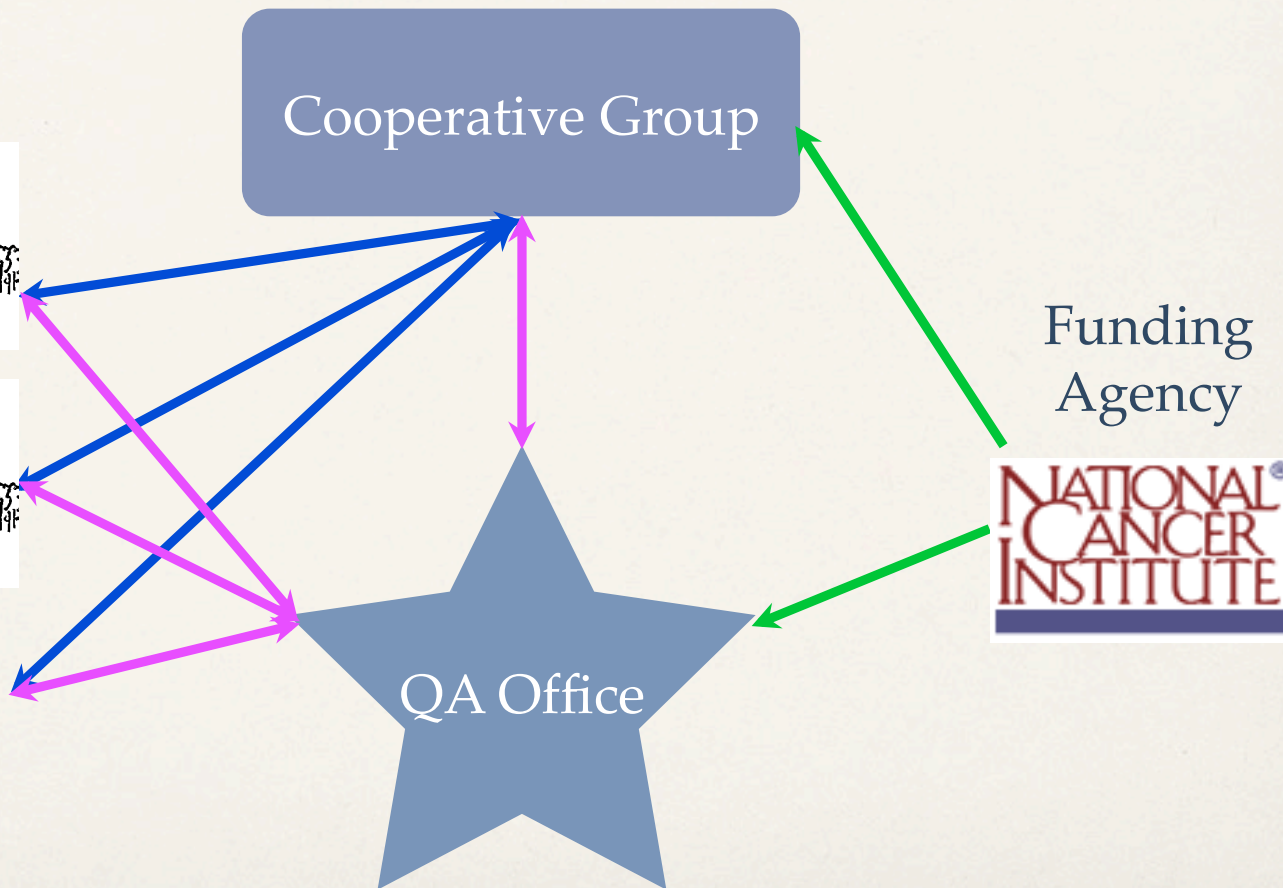 Cooperative Group
Funding
Agency
NATIONAL
CANCER
INSTITUTE
QA Office